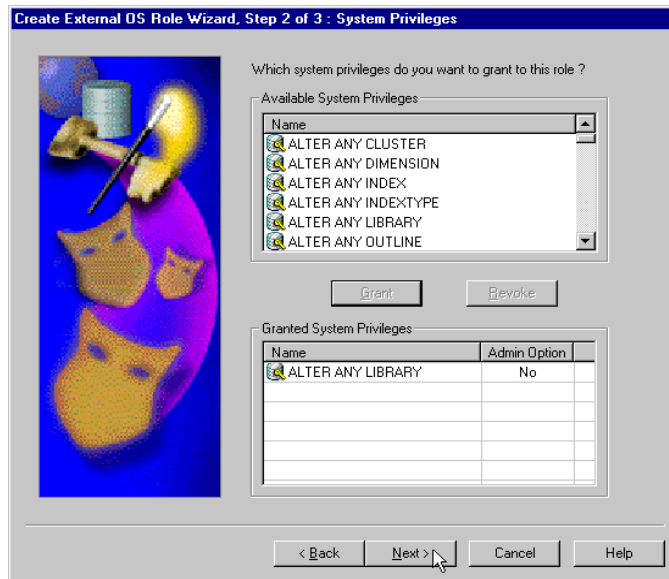 Create External OS Role Wizard, Step 2 of 3 : System Privileges
Which system privileges do you want to grant to this role ?
Available System Privileges
Name
ALTER ANY CLUSTER
ALTER ANY DIMENSION
ALTER ANY INDEX
ALTER ANY INDEXTYPE
ALTER ANY LIBRARY
ALTER ANY OUTLINE
Grant Revoke
Granted System Privileges
Name Admin Option
ALTER ANY LIBRARY No
< Back Next > Cancel Help